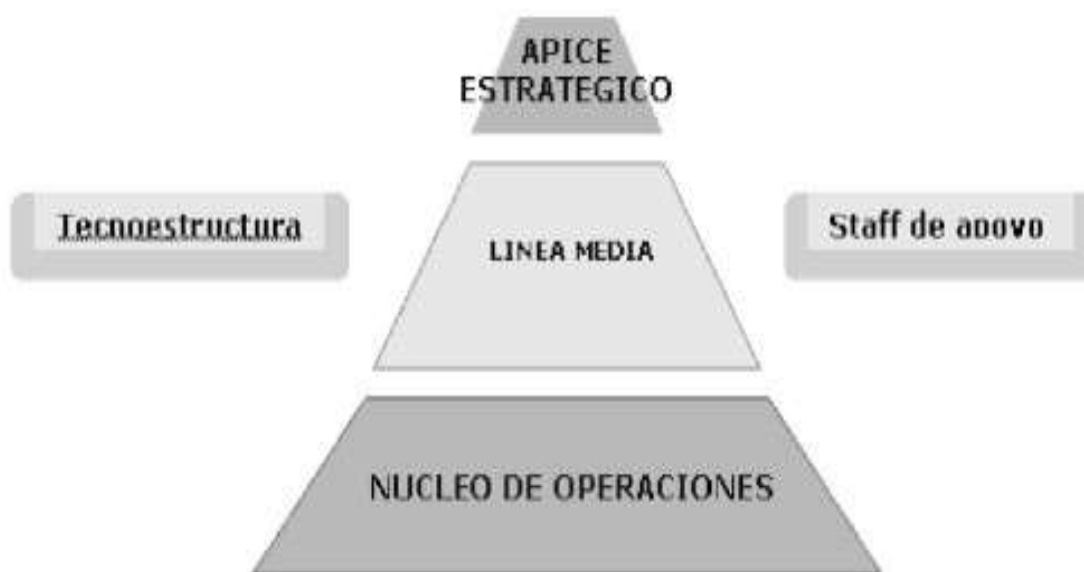 APICE
ESTRATEGICO
Tecnoestructura
LINEA MEDIA
Staff de apoyo
NUCLEO DE OPERACIONES